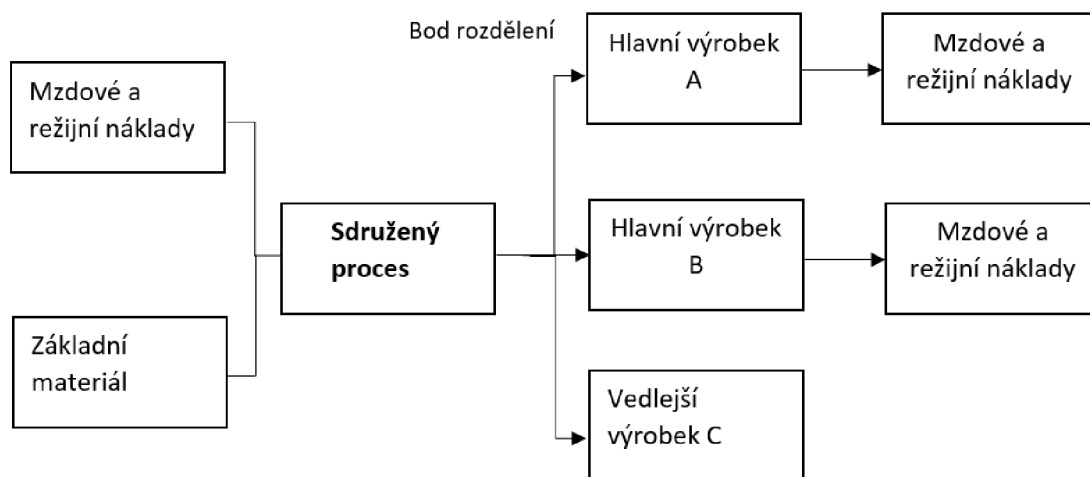 Bod rozdělení
Mzdové a
režijní náklady
Základní
materiál
Sdružený
proces
Hlavní výrobek
A
Mzdové a
režijní náklady
Hlavní výrobek
B
Mzdové a
režijní náklady
Vedlejší
výrobek C